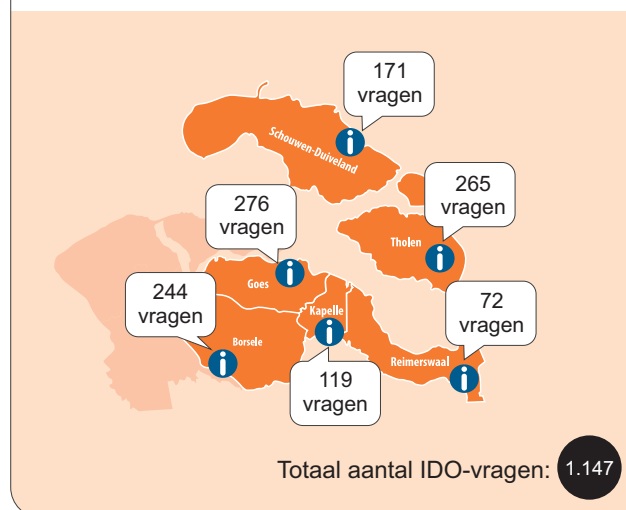 171
vragen
Schouwen-Duiveland
265
vragen
Tholen
276
vragen
Goes
244
vragen
Borsele
Kapelle
119
vragen
72
vragen
Reimerswaal
Totaal aantal IDO-vragen: 1.147